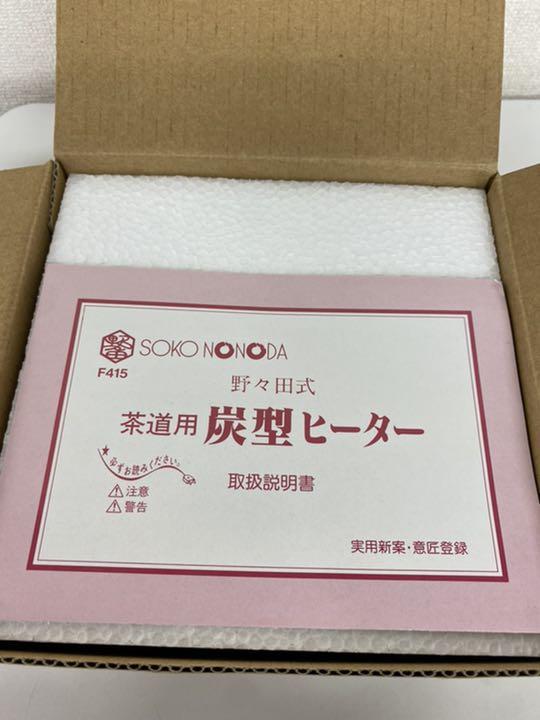 SOKO NONODA
F415
野々田式
茶道用 炭型ヒーター
必ずお読みください。
取扱説明書
⚠注意
⚠警告
実用新案・意匠登録